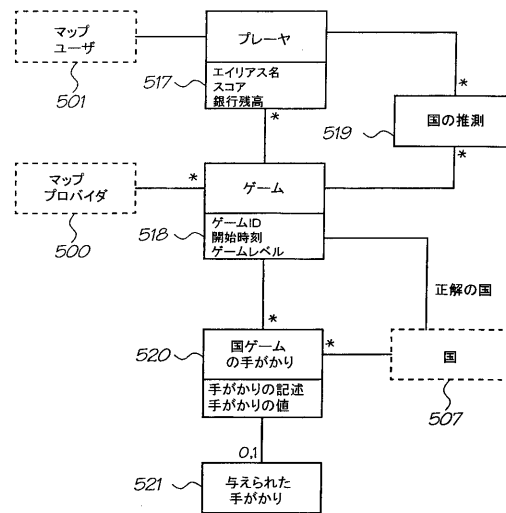 マップ
ユーザ
501
プレーヤ
517
エイリアス名
スコア
銀行残高
*
*
519
国の推測
*
マップ
プロバイダ
500
*
ゲーム
518
ゲームID
開始時刻
ゲームレベル
正解の国
*
520
国ゲーム
の手がかり
*
国
507
手がかりの記述
手がかりの値
0,1
521
与えられた
手がかり